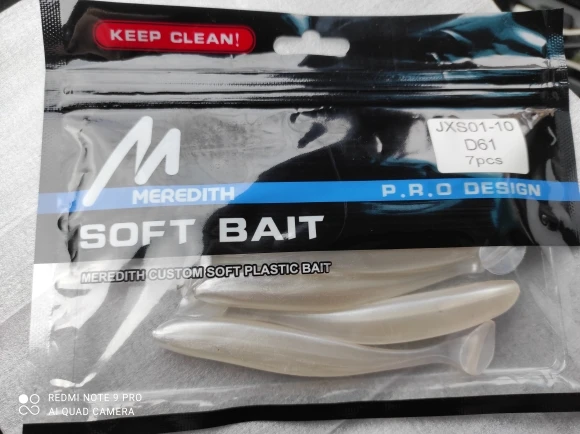 KEEP CLEAN!
JXS01-10
D61
7pcs
M
MEREDITH
P.R.O DESIGN
SOFT BAIT
MEREDITH CUSTOM SOFT PLASTIC BAIT
REDMI NOTE 9 PRO
AI QUAD CAMERA